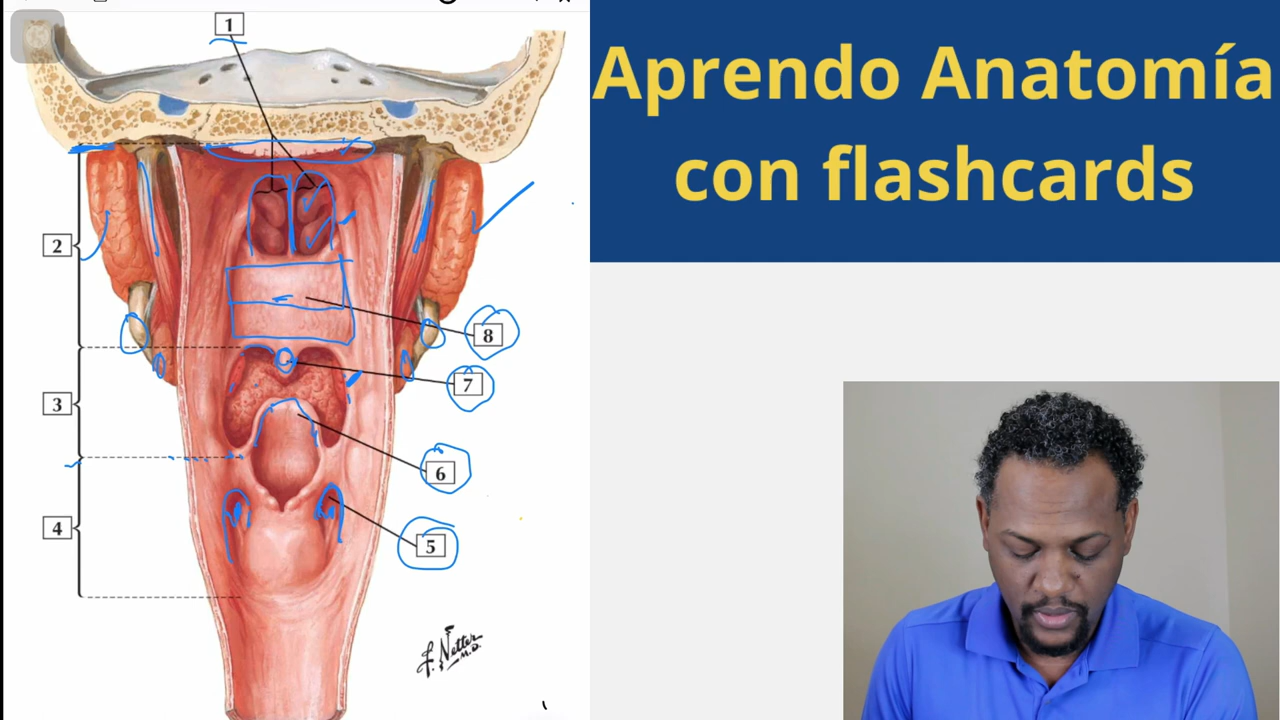 1
Aprendo Anatomía
con flashcards
2
8
7
3
6
4
5
f. Netter
M.D.